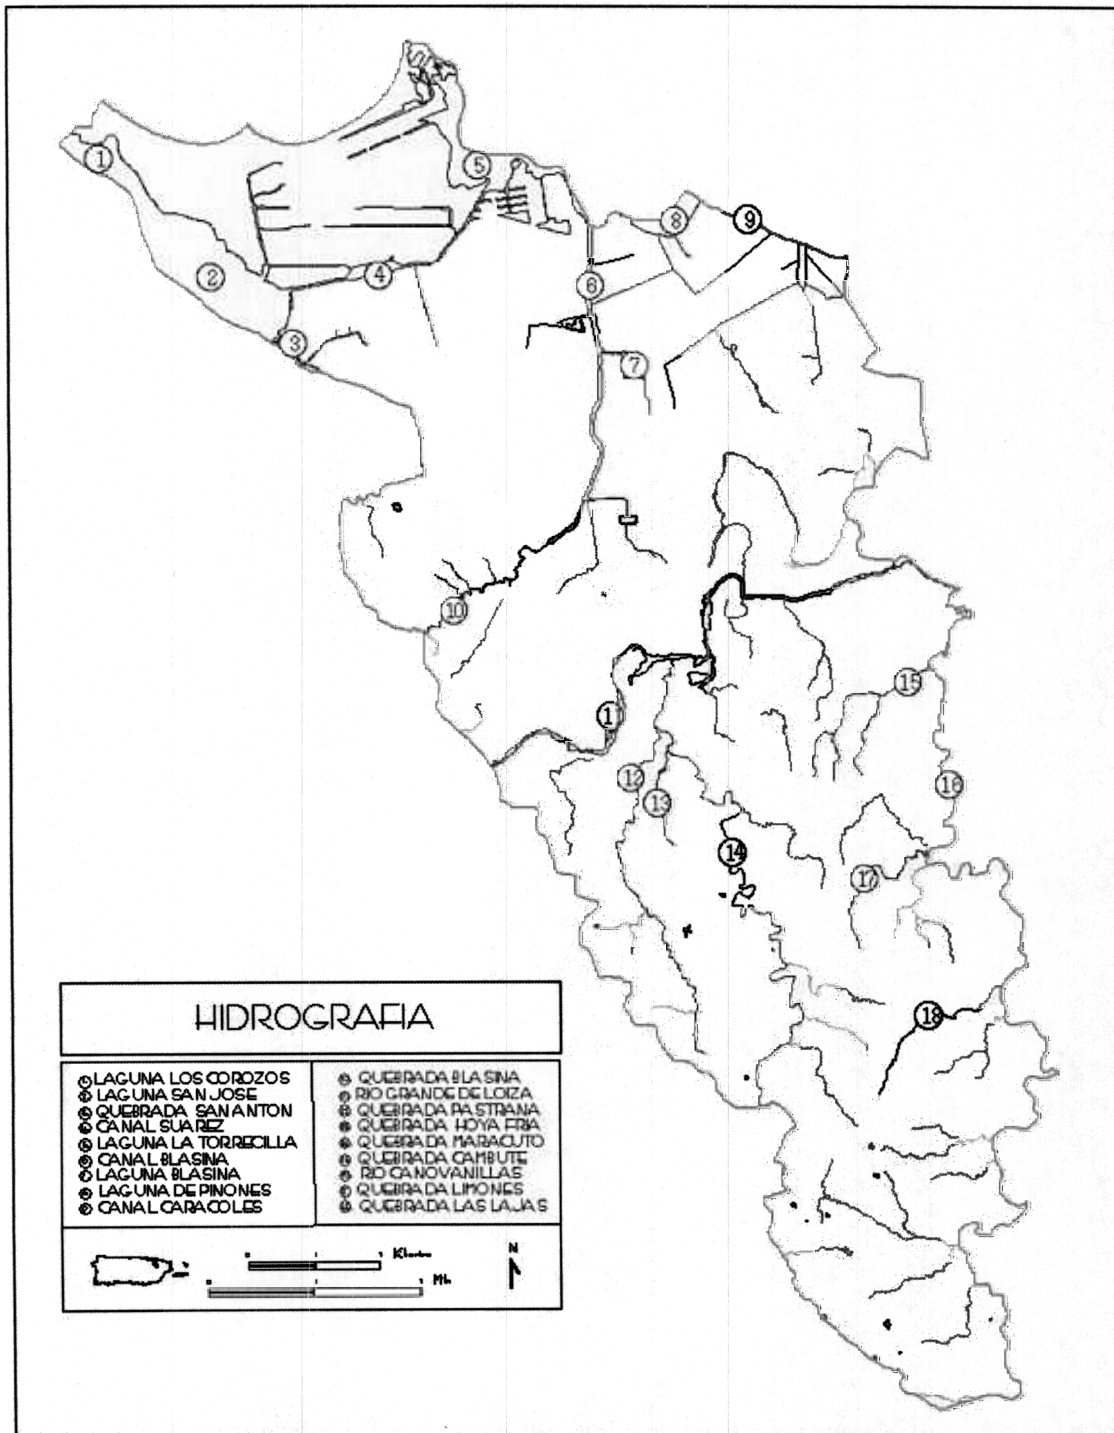 1
5
8
9
2
4
6
3
7
10
15
11
12
16
13
14
17
18
HIDROGRAFIA
LAGUNA LOS COROZOS
LAGUNA SAN JOSE
QUEBRADA SAN ANTON
CANAL SUAREZ
LAGUNA LA TORRECILLA
CANAL BLASINA
LAGUNA BLASINA
LAGUNA DE PINONES
CANAL CARACOLES
QUEBRADA BLASINA
RIO GRANDE DE LOIZA
QUEBRADA PASTRANA
QUEBRADA HOYA FRIA
QUEBRADA MARACUTO
QUEBRADA CAMBUTE
RIO CANOVANILLAS
QUEBRADA LIMONES
QUEBRADA LAS LAJAS
N